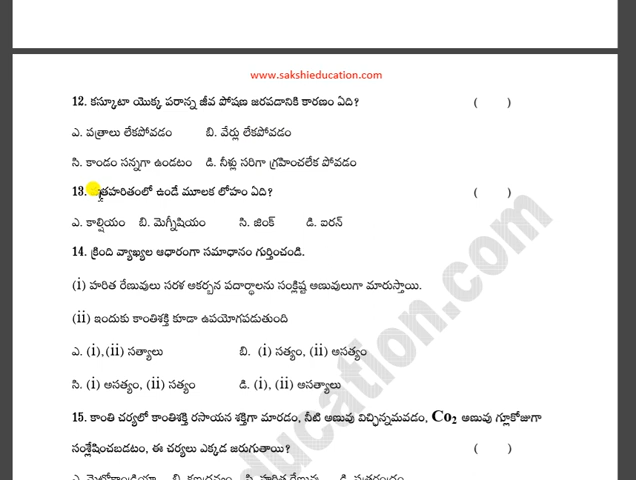 www.sakshieducation.com
12. కస్కూటా యొక్క పరాన్న జీవ పోషణ జరపడానికి కారణం ఏది? ( )
ఎ. పత్రాలు లేకపోవడం బి. వేర్లు లేకపోవడం
సి. కాండం సన్నగా ఉండటం డి. నీళ్లు సరిగా గ్రహించలేక పోవడం
13. పత్రహరితంలో ఉండే మూలక లోహం ఏది? ( )
ఎ. కాల్షియం బి. మెగ్నీషియం సి. జింక్ డి. ఐరన్
14. క్రింది వ్యాఖ్యల ఆధారంగా సమాధానం గుర్తించండి.
(i) హరిత రేణువులు సరళ అకర్బన పదార్థాలను సంక్లిష్ట అణువులుగా మారుస్తాయి.
(ii) ఇందుకు కాంతిశక్తి కూడా ఉపయోగపడుతుంది
ఎ. (i),(ii) సత్యాలు బి. (i) సత్యం, (ii) అసత్యం
సి. (i) అసత్యం, (ii) సత్యం డి. (i), (ii) అసత్యాలు
15. కాంతి చర్యలో కాంతిశక్తి రసాయన శక్తిగా మారడం, నీటి అణువు విచ్ఛిన్నమవడం, Co2 అణువు గ్లూకోజుగా
సంశ్లేషించబడటం, ఈ చర్యలు ఎక్కడ జరుగుతాయి? ( )
ucation.com